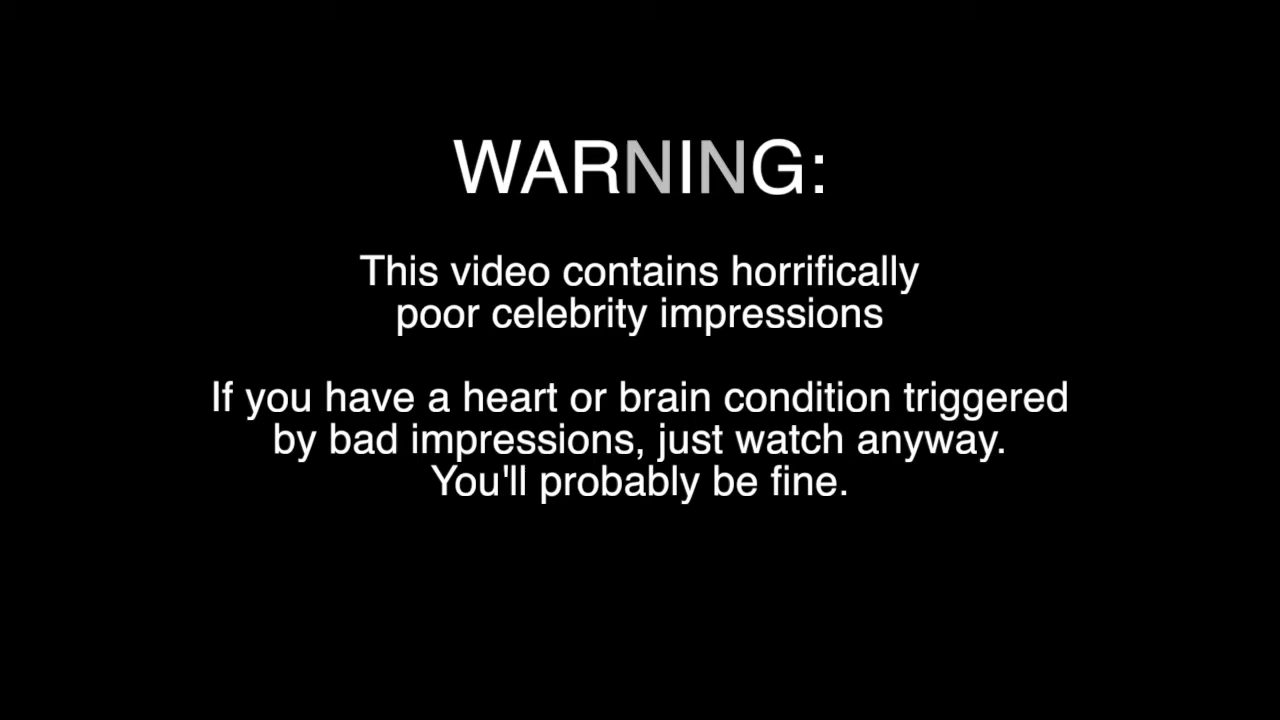 WARNING:
This video contains horrifically
poor celebrity impressions
If you have a heart or brain condition triggered
by bad impressions, just watch anyway.
You'll probably be fine.